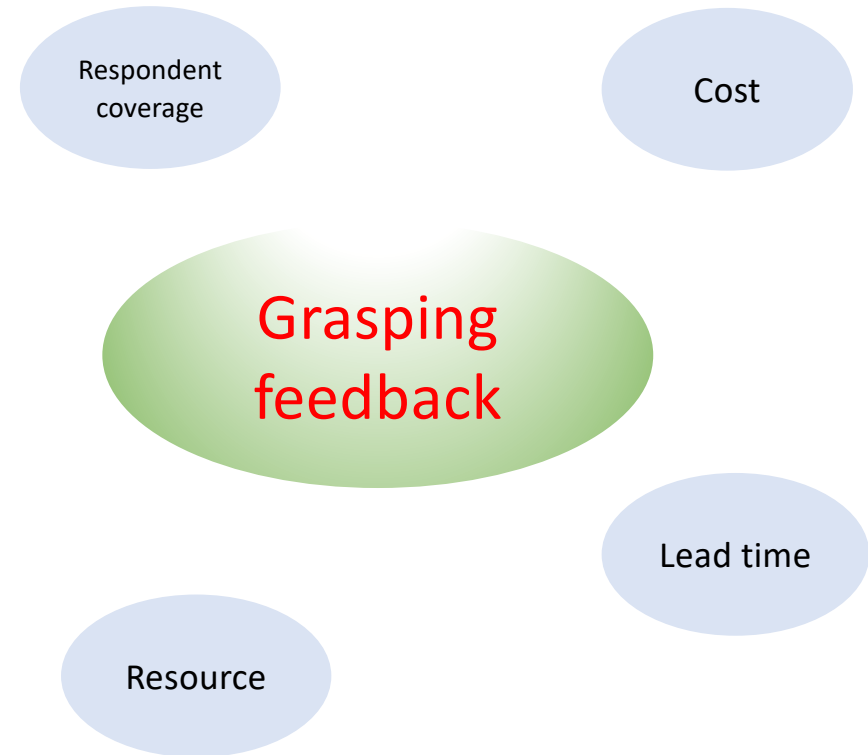 Respondent
coverage
Cost
Grasping
feedback
Lead time
Resource